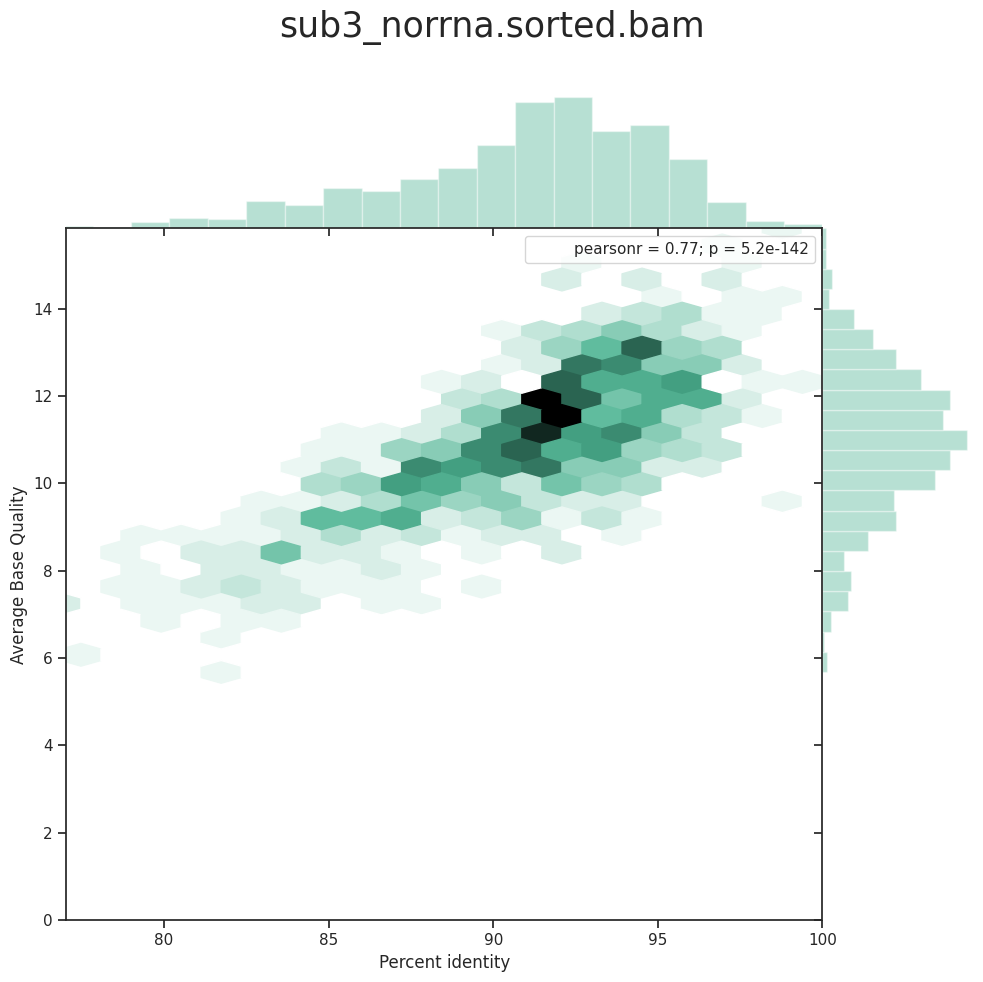 sub3_norrna.sorted.bam
pearsonr = 0.77; p = 5.2e-142
14
12
10
8
6
4
2
0
Average Base Quality
80 85 90 95 100
Percent identity